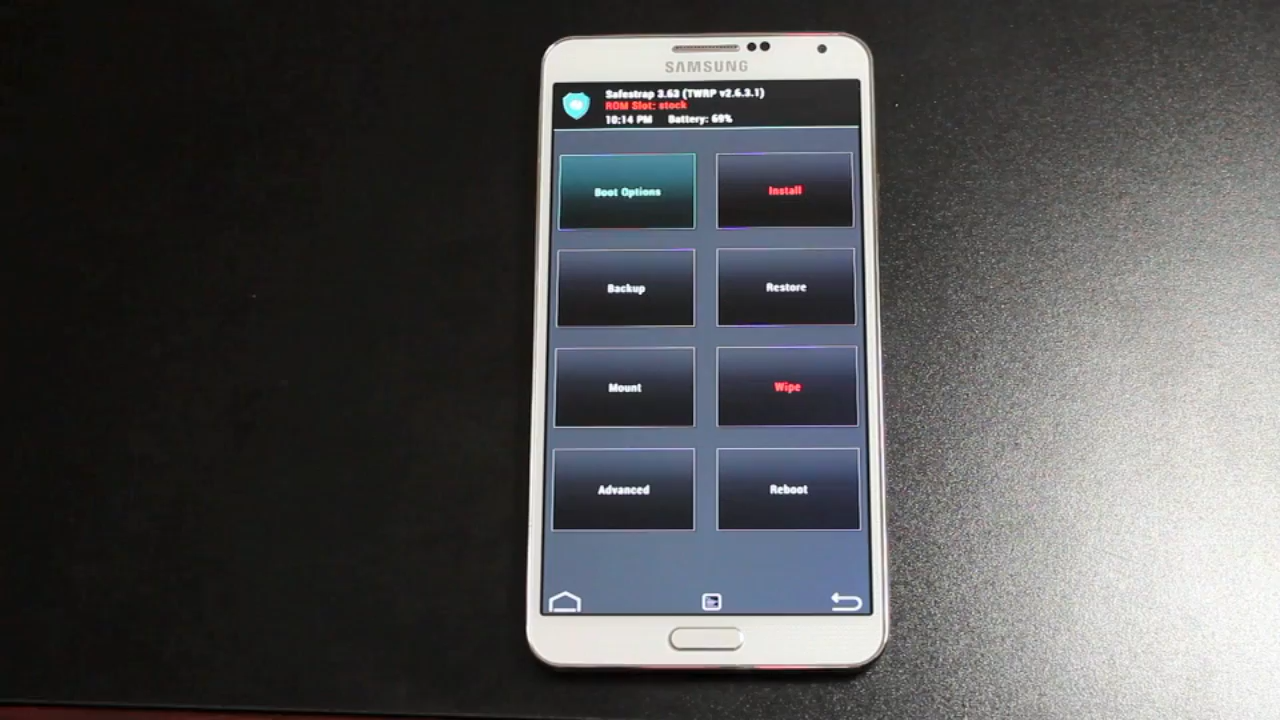 SAMSUNG
Safestrap 3.63 (TWRP v2.6.3.1)
ROM Slot: stock
10:14 PM Battery: 69%
Boot Options
Install
Backup
Restore
Mount
Wipe
Advanced
Reboot